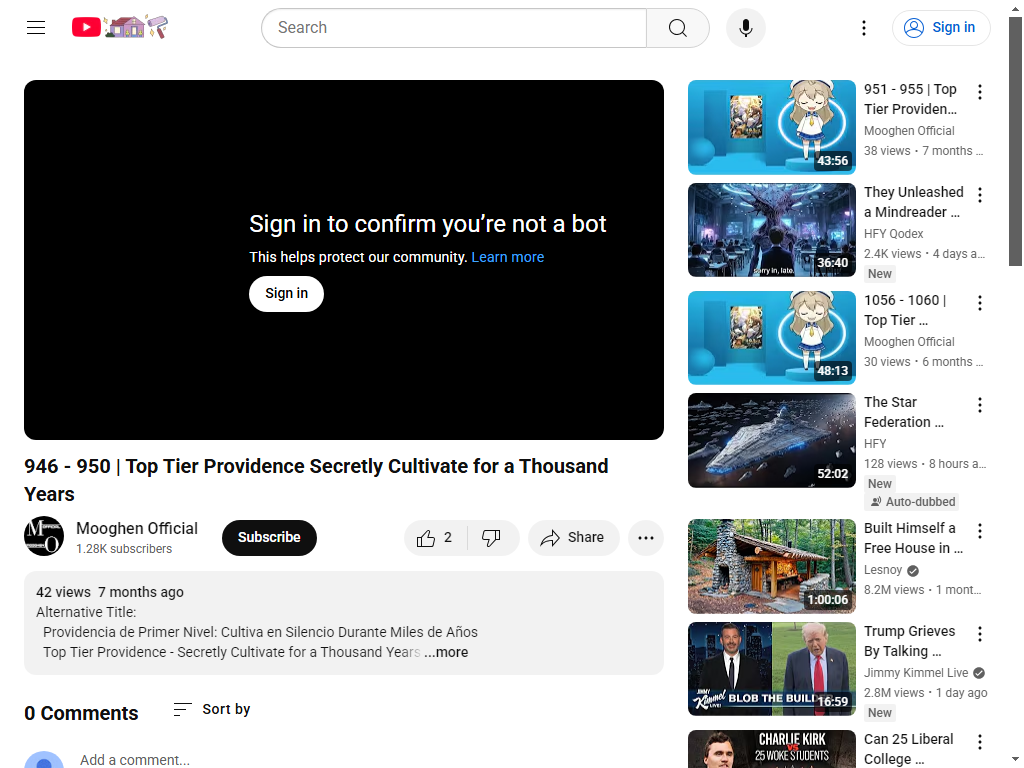 Search
Sign in
Sign in to confirm you’re not a bot
This helps protect our community. Learn more
Sign in
946 - 950 | Top Tier Providence Secretly Cultivate for a Thousand
Years
Mooghen Official
1.28K subscribers
Subscribe
2
Share
42 views 7 months ago
Alternative Title:
Providencia de Primer Nivel: Cultiva en Silencio Durante Miles de Años
Top Tier Providence - Secretly Cultivate for a Thousand Years ...more
0 Comments
Sort by
Add a comment...
43:56
951 - 955 | Top
Tier Providen...
Mooghen Official
38 views • 7 months ...
sorry in, late.
36:40
They Unleashed
a Mindreader ...
HFY Qodex
2.4K views • 4 days a...
New
48:13
1056 - 1060 |
Top Tier ...
Mooghen Official
30 views • 6 months ...
52:02
The Star
Federation ...
HFY
128 views • 8 hours a...
New
Auto-dubbed
1:00:06
Built Himself a
Free House in ...
Lesnoy
8.2M views • 1 mont...
JIMMY
Kimmel
LIVE!
BLOB THE BUILD
16:59
Trump Grieves
By Talking ...
Jimmy Kimmel Live
2.8M views • 1 day ago
New
CHARLIE KIRK
VS
25 WOKE STUDENTS
Can 25 Liberal
College ...